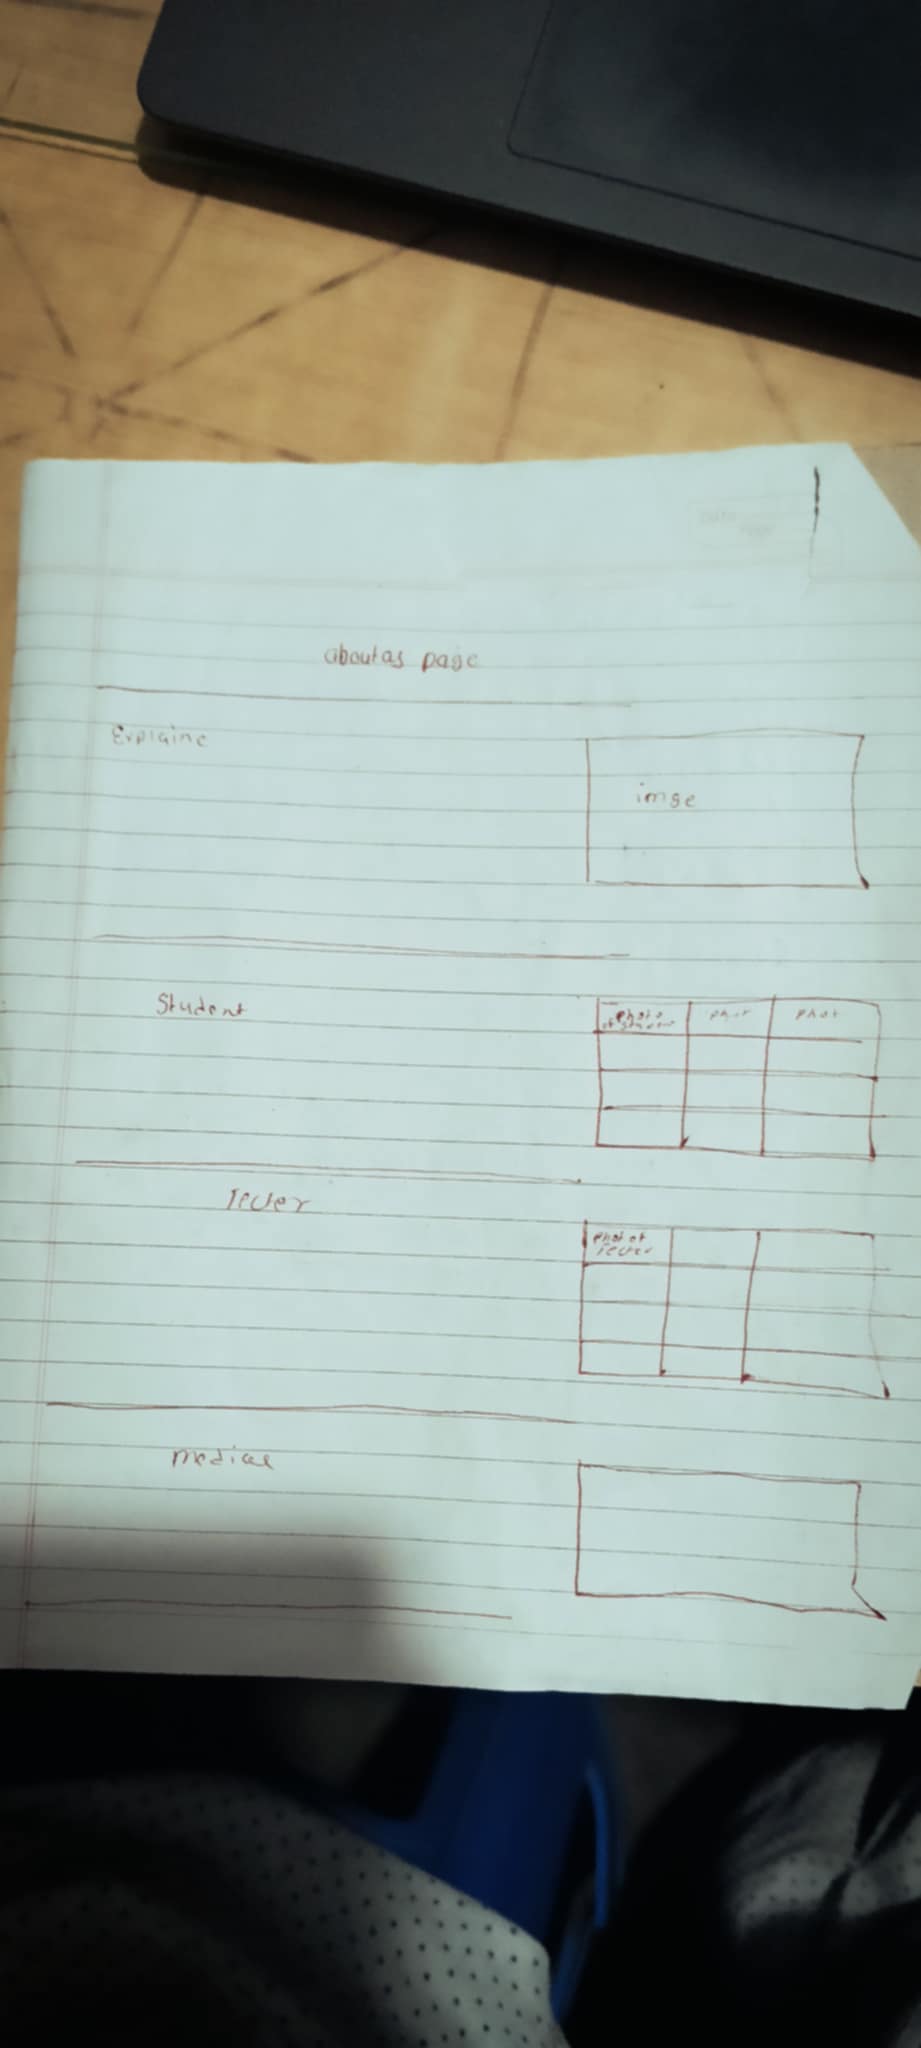 aboutas page
Explaine
imge
Student
photo
of student
phot
phot
Tecter
phot of
Tecter
medical